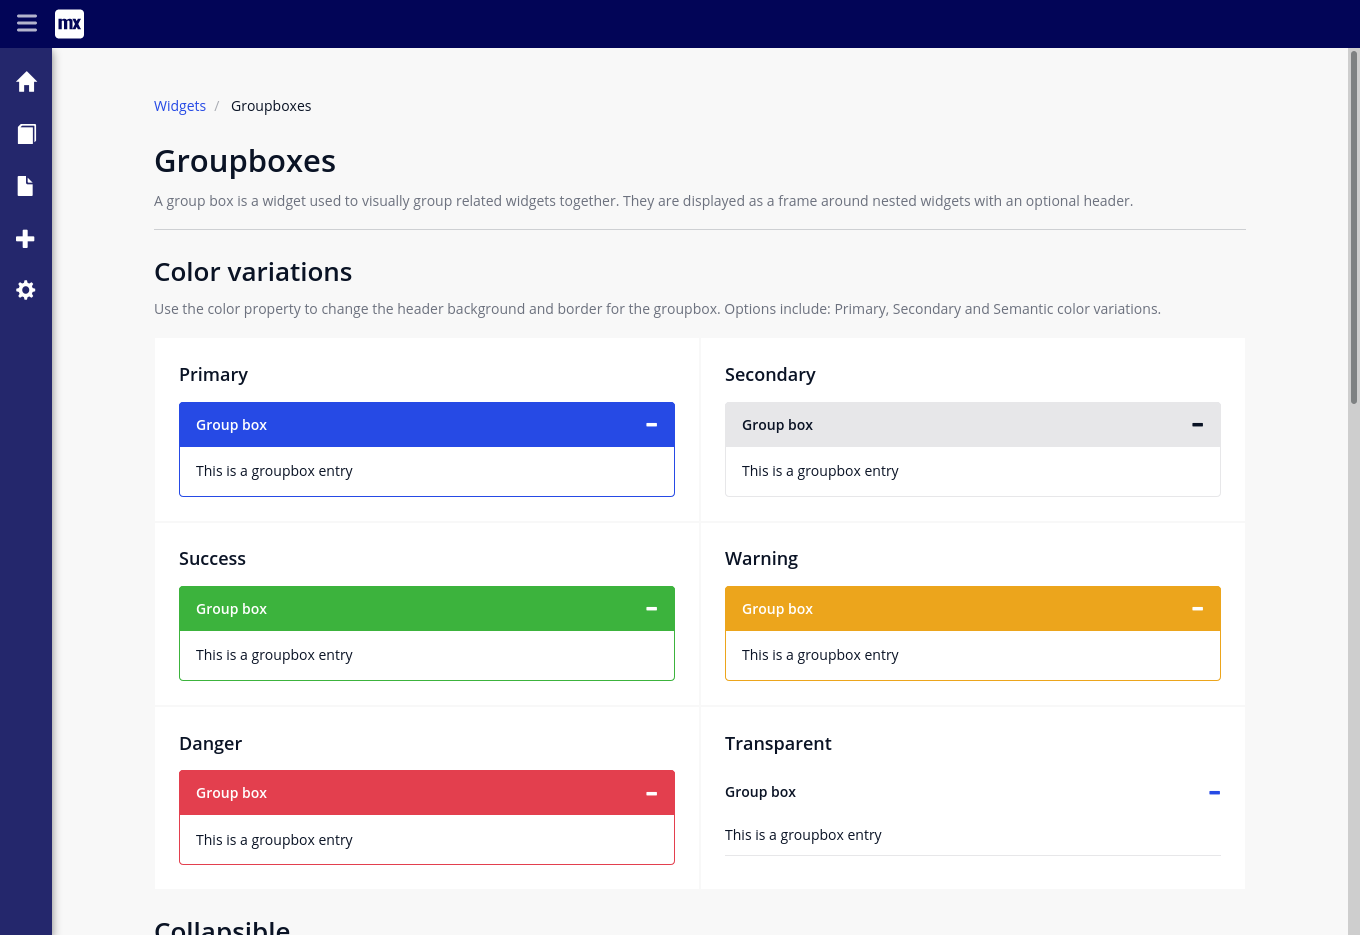 mx
Widgets / Groupboxes
Groupboxes
A group box is a widget used to visually group related widgets together. They are displayed as a frame around nested widgets with an optional header.
Color variations
Use the color property to change the header background and border for the groupbox. Options include: Primary, Secondary and Semantic color variations.
Primary
Group box
This is a groupbox entry
Secondary
Group box
This is a groupbox entry
Success
Group box
This is a groupbox entry
Warning
Group box
This is a groupbox entry
Danger
Group box
This is a groupbox entry
Transparent
Group box
This is a groupbox entry
Collapsible